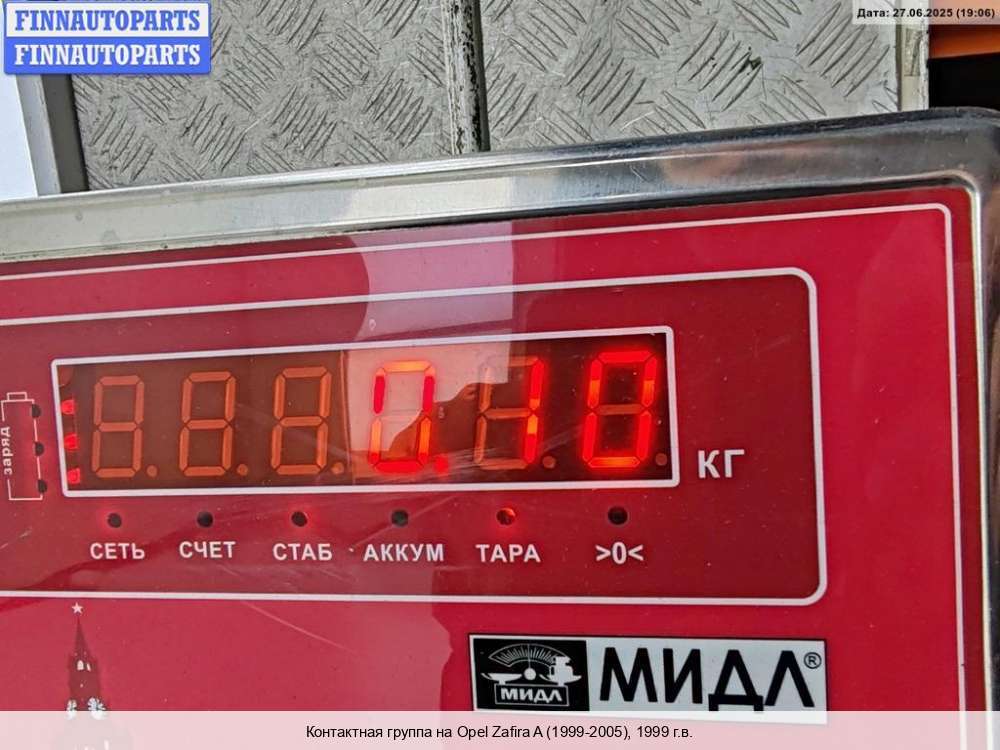 FINNAUTOPARTS
FINNAUTOPARTS
Дата: 27.06.2025 (19:06)
заряд
0.10
КГ
СЕТЬ СЧЕТ СТАБ АККУМ ТАРА >0<
МИДЛ
МИДЛ®
Контактная группа на Opel Zafira A (1999-2005), 1999 г.в.